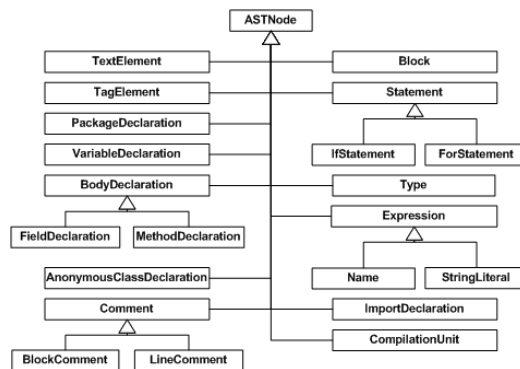 ASTNode
TextElement
Block
TagElement
Statement
PackageDeclaration
VariableDeclaration
IfStatement
ForStatement
BodyDeclaration
Type
Expression
FieldDeclaration
MethodDeclaration
AnonymousClassDeclaration
Name
StringLiteral
Comment
ImportDeclaration
CompilationUnit
BlockComment
LineComment